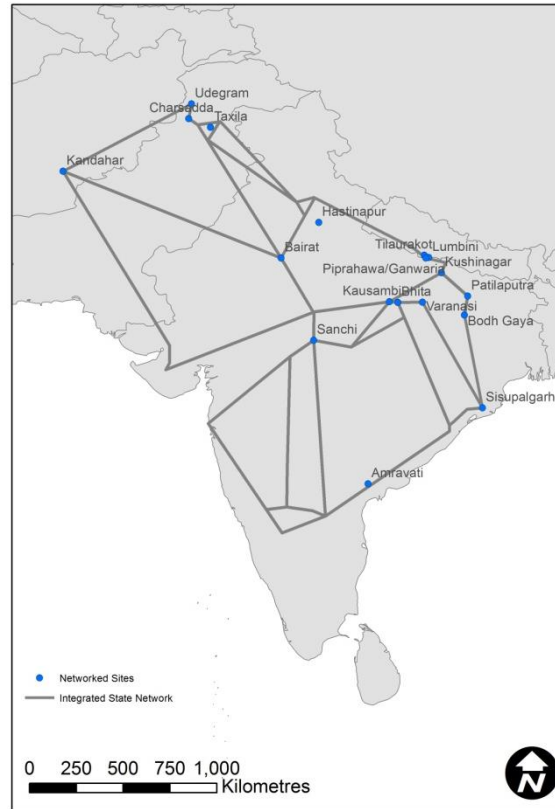 Udegram
Charsadda
Taxila
Kandahar
Hastinapur
Bairat
Tilaurakot
Lumbini
Piprahawa/Ganwaria
Kushinagar
Kausambi
Bhita
Patilaputra
Varanasi
Bodh Gaya
Sanchi
Sisupalgarh
Amravati
Networked Sites
Integrated State Network
0 250 500 750 1,000
Kilometres
N